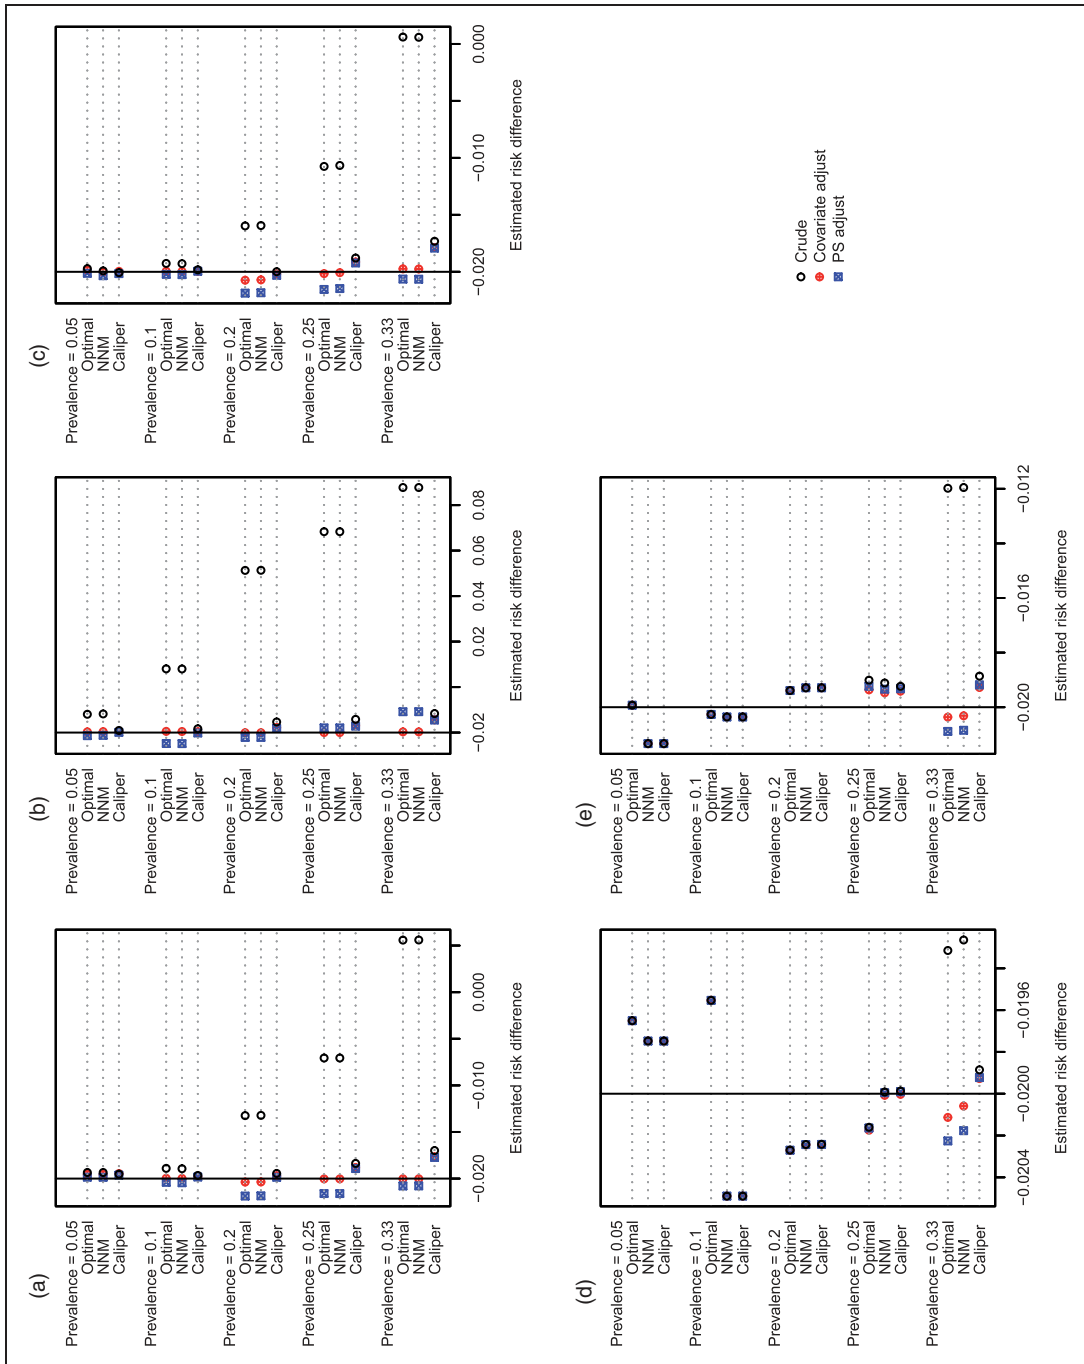 (a)
Prevalence = 0.05
Optimal
NNM
Caliper
Prevalence = 0.1
Optimal
NNM
Caliper
Prevalence = 0.2
Optimal
NNM
Caliper
Prevalence = 0.25
Optimal
NNM
Caliper
Prevalence = 0.33
Optimal
NNM
Caliper
−0.020 −0.010 0.000
Estimated risk difference
(b)
Prevalence = 0.05
Optimal
NNM
Caliper
Prevalence = 0.1
Optimal
NNM
Caliper
Prevalence = 0.2
Optimal
NNM
Caliper
Prevalence = 0.25
Optimal
NNM
Caliper
Prevalence = 0.33
Optimal
NNM
Caliper
−0.02 0.02 0.04 0.06 0.08
Estimated risk difference
(c)
Prevalence = 0.05
Optimal
NNM
Caliper
Prevalence = 0.1
Optimal
NNM
Caliper
Prevalence = 0.2
Optimal
NNM
Caliper
Prevalence = 0.25
Optimal
NNM
Caliper
Prevalence = 0.33
Optimal
NNM
Caliper
−0.020 −0.010 0.000
Estimated risk difference
(d)
Prevalence = 0.05
Optimal
NNM
Caliper
Prevalence = 0.1
Optimal
NNM
Caliper
Prevalence = 0.2
Optimal
NNM
Caliper
Prevalence = 0.25
Optimal
NNM
Caliper
Prevalence = 0.33
Optimal
NNM
Caliper
−0.0204 −0.0200 −0.0196
Estimated risk difference
(e)
Prevalence = 0.05
Optimal
NNM
Caliper
Prevalence = 0.1
Optimal
NNM
Caliper
Prevalence = 0.2
Optimal
NNM
Caliper
Prevalence = 0.25
Optimal
NNM
Caliper
Prevalence = 0.33
Optimal
NNM
Caliper
−0.020 −0.016 −0.012
Estimated risk difference
Crude
Covariate adjust
PS adjust